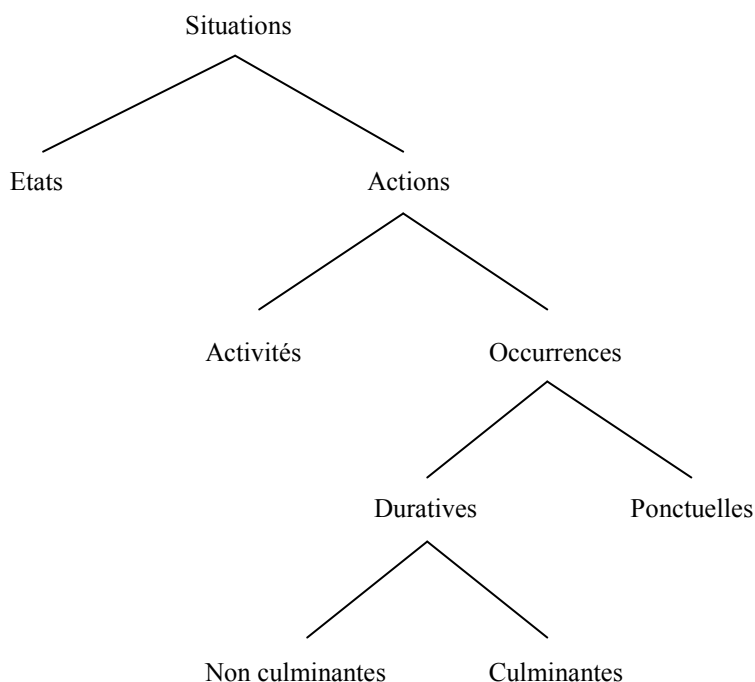 Situations
Etats Actions
Activités Occurrences
Duratives Ponctuelles
Non culminantes Culminantes